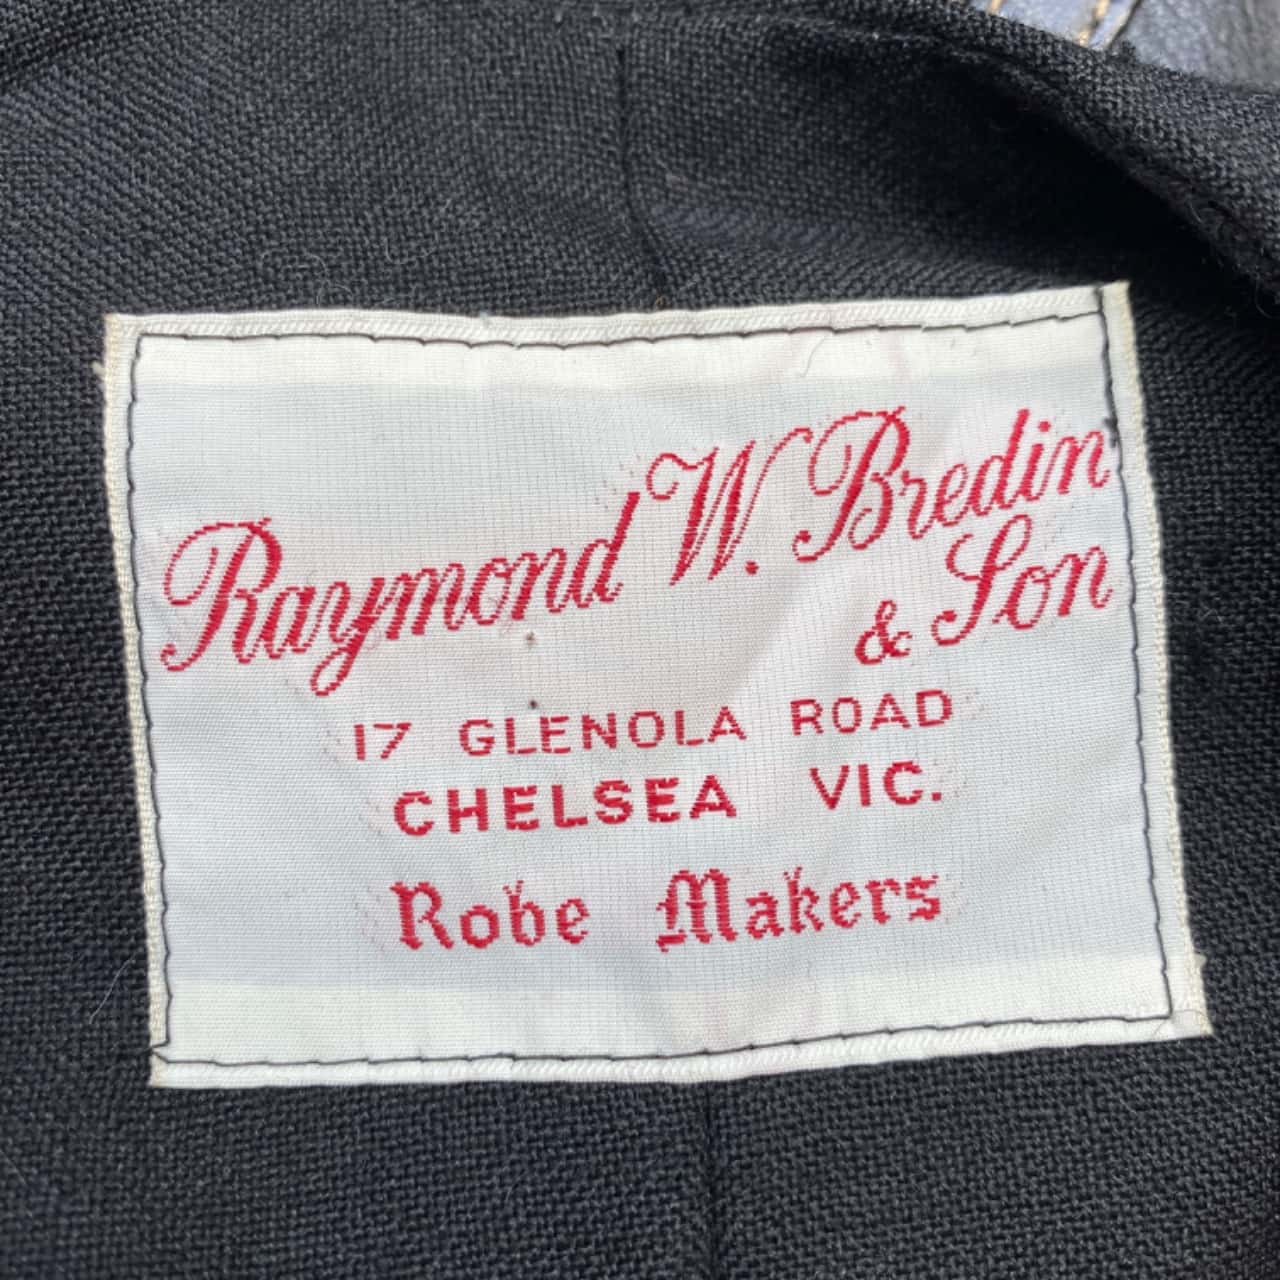 Raymond W. Bredin
& Son
17 GLENOLA ROAD
CHELSEA VIC.
Robe Makers